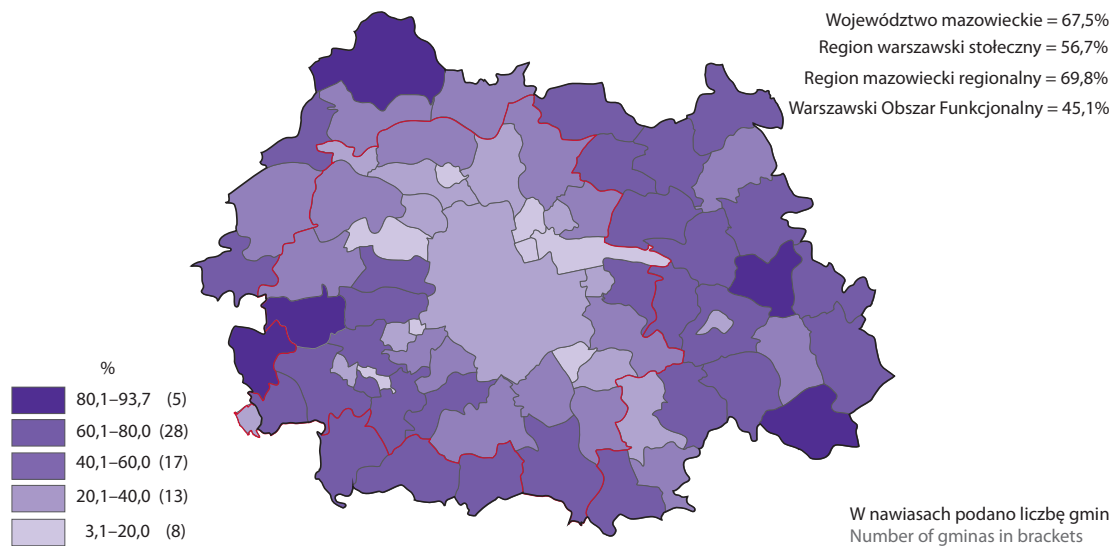 Województwo mazowieckie = 67,5%
Region warszawski stołeczny = 56,7%
Region mazowiecki regionalny = 69,8%
Warszawski Obszar Funkcjonalny = 45,1%
%
80,1–93,7 (5)
60,1–80,0 (28)
40,1–60,0 (17)
20,1–40,0 (13)
3,1–20,0 (8)
W nawiasach podano liczbę gmin
Number of gminas in brackets